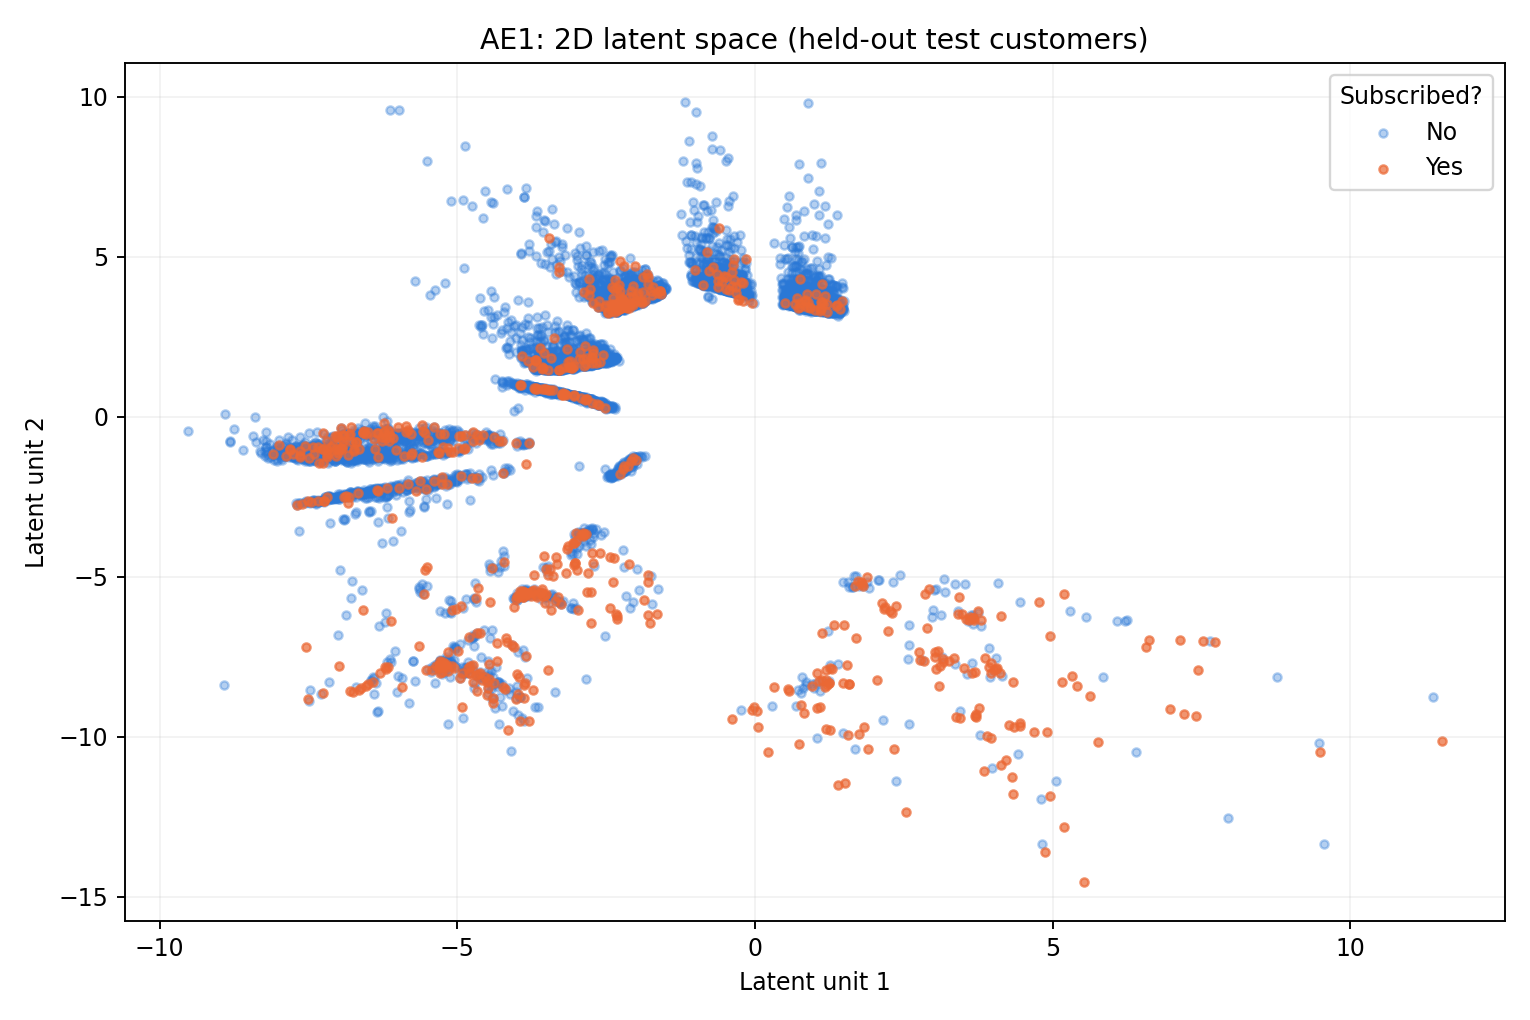 AE1: 2D latent space (held-out test customers)
Subscribed?
No
Yes
10
5
0
−5
−10
−15
Latent unit 2
−10
−5
0
5
10
Latent unit 1